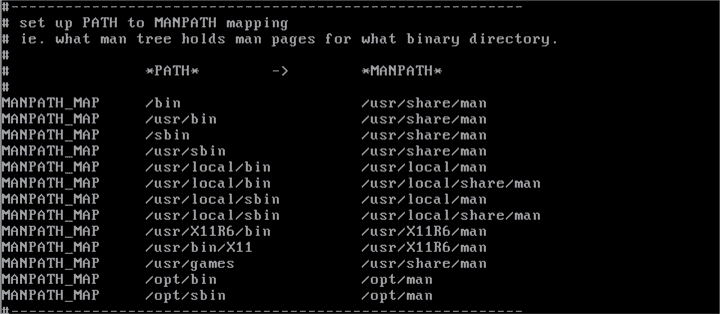 #---------------------------------------------------------
# set up PATH to MANPATH mapping
# ie. what man tree holds man pages for what binary directory.
#
#               *PATH*        ->        *MANPATH*
#
MANPATH_MAP     /bin                    /usr/share/man
MANPATH_MAP     /usr/bin                /usr/share/man
MANPATH_MAP     /sbin                   /usr/share/man
MANPATH_MAP     /usr/sbin               /usr/share/man
MANPATH_MAP     /usr/local/bin          /usr/local/man
MANPATH_MAP     /usr/local/bin          /usr/local/share/man
MANPATH_MAP     /usr/local/sbin         /usr/local/man
MANPATH_MAP     /usr/local/sbin         /usr/local/share/man
MANPATH_MAP     /usr/X11R6/bin          /usr/X11R6/man
MANPATH_MAP     /usr/bin/X11            /usr/X11R6/man
MANPATH_MAP     /usr/games              /usr/share/man
MANPATH_MAP     /opt/bin                /opt/man
MANPATH_MAP     /opt/sbin               /opt/man
#---------------------------------------------------------